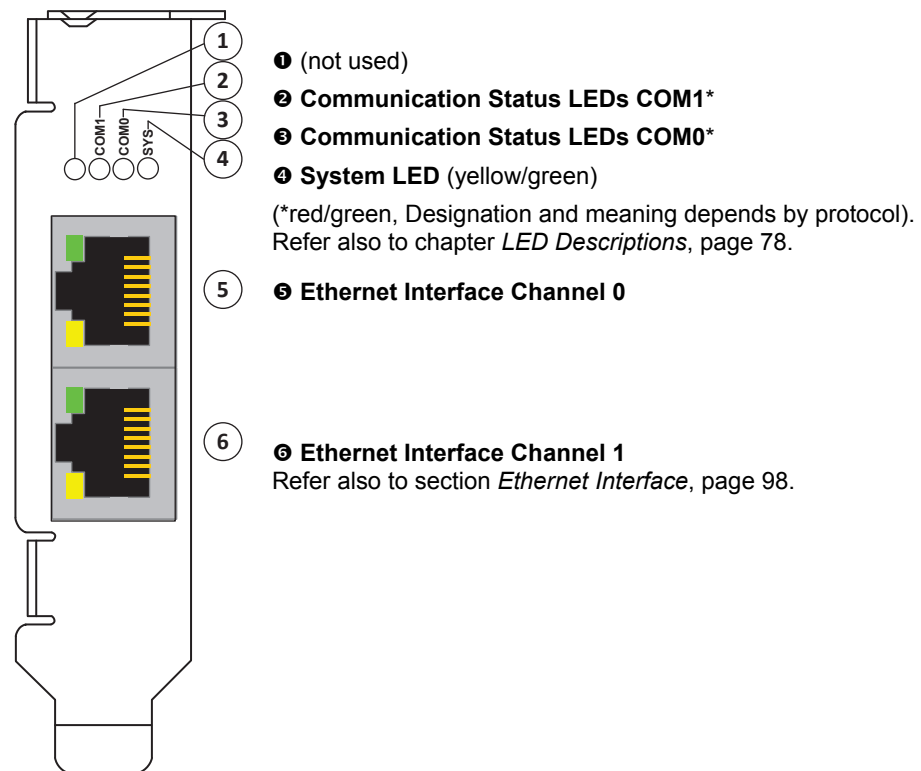 1
2
3
4
COM1
COM0
SYS
5
6
❶ (not used)
❷ Communication Status LEDs COM1*
❸ Communication Status LEDs COM0*
❹ System LED (yellow/green)
(*red/green, Designation and meaning depends by protocol).
Refer also to chapter LED Descriptions, page 78.
❺ Ethernet Interface Channel 0
❻ Ethernet Interface Channel 1
Refer also to section Ethernet Interface, page 98.